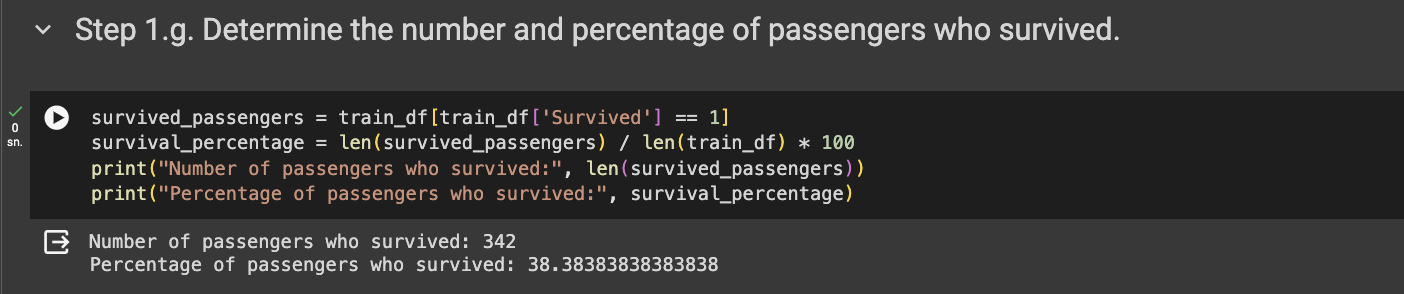 Step 1.g. Determine the number and percentage of passengers who survived.
0
sn.
survived_passengers = train_df[train_df['Survived'] == 1]
survival_percentage = len(survived_passengers) / len(train_df) * 100
print("Number of passengers who survived:", len(survived_passengers))
print("Percentage of passengers who survived:", survival_percentage)
Number of passengers who survived: 342
Percentage of passengers who survived: 38.38383838383838